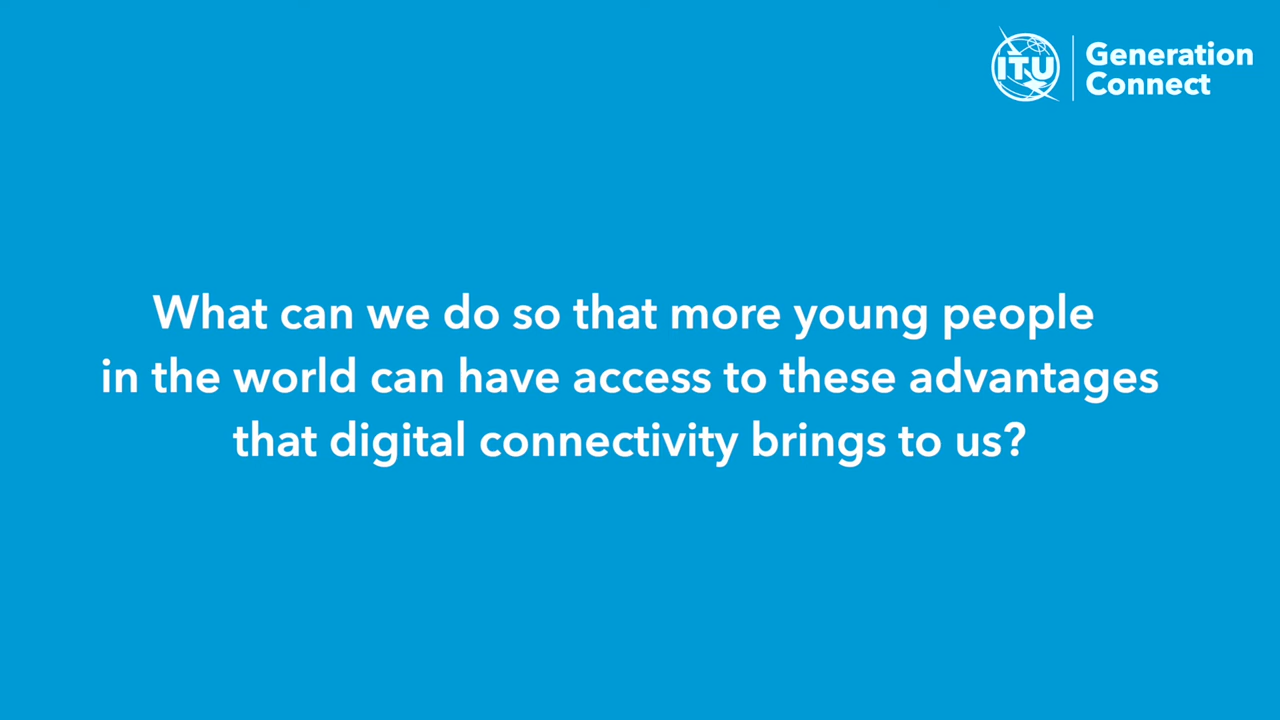 ITU
Generation
Connect
What can we do so that more young people
in the world can have access to these advantages
that digital connectivity brings to us?